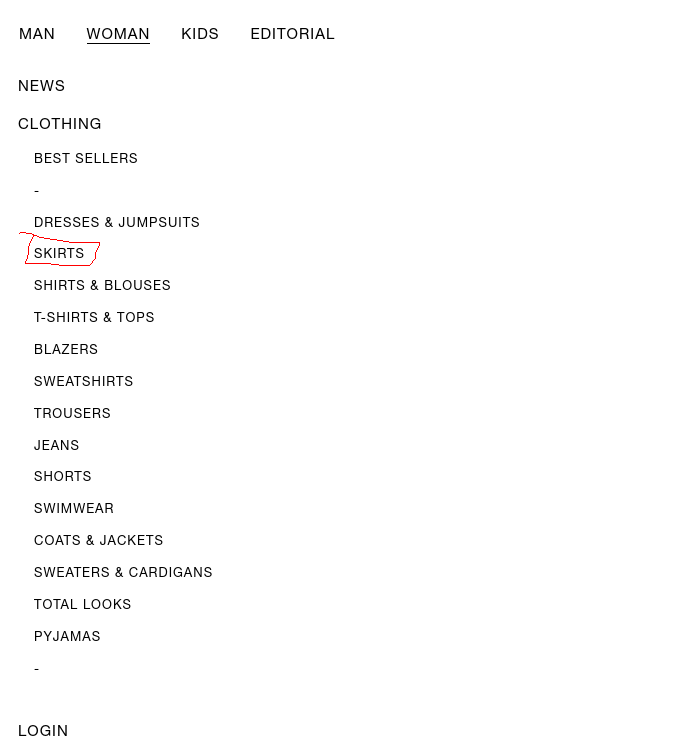 MAN WOMAN KIDS EDITORIAL
NEWS
CLOTHING
BEST SELLERS
-
DRESSES & JUMPSUITS
SKIRTS
SHIRTS & BLOUSES
T-SHIRTS & TOPS
BLAZERS
SWEATSHIRTS
TROUSERS
JEANS
SHORTS
SWIMWEAR
COATS & JACKETS
SWEATERS & CARDIGANS
TOTAL LOOKS
PYJAMAS
-
LOGIN